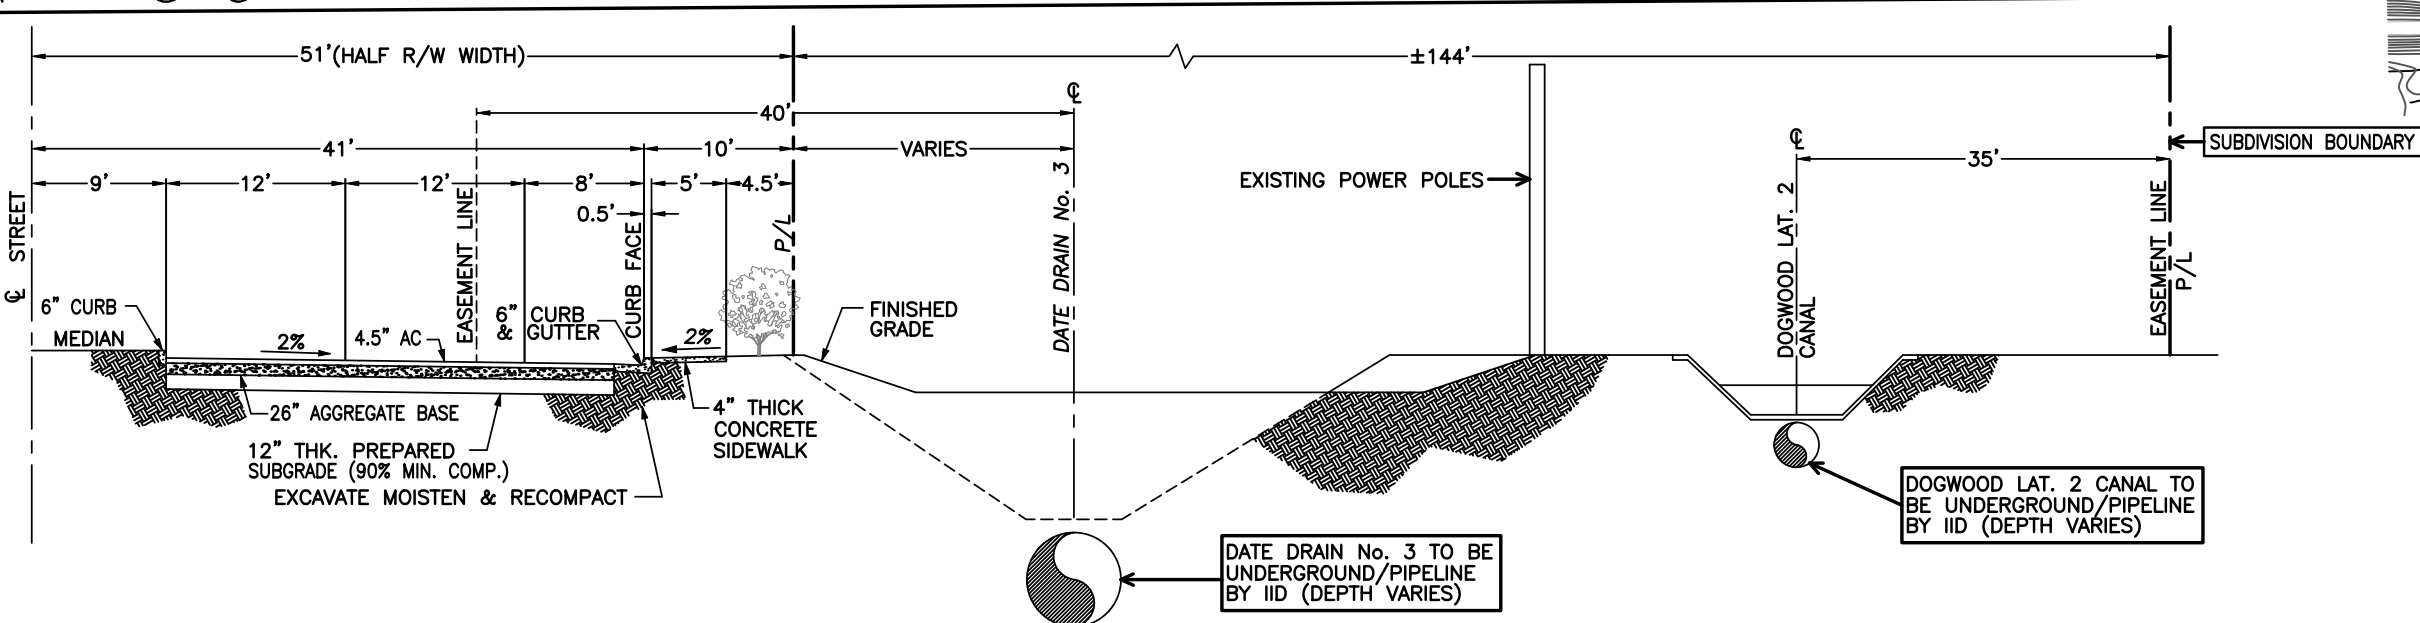 51'(HALF R/W WIDTH)
±144'
℄
40'
41'
10'
VARIES
℄
35'
SUBDIVISION BOUNDARY
9'
12'
12'
8'
5'
4.5'
0.5'
EXISTING POWER POLES
℄ STREET
EASEMENT LINE
CURB FACE
P/L
DATE DRAIN No. 3
DOGWOOD LAT. 2
CANAL
EASEMENT LINE
P/L
6" CURB
MEDIAN
2%
4.5" AC
6" CURB
& GUTTER
2%
FINISHED
GRADE
26" AGGREGATE BASE
4" THICK
CONCRETE
SIDEWALK
12" THK. PREPARED
SUBGRADE (90% MIN. COMP.)
EXCAVATE MOISTEN & RECOMPACT
DOGWOOD LAT. 2 CANAL TO
BE UNDERGROUND/PIPELINE
BY IID (DEPTH VARIES)
DATE DRAIN No. 3 TO BE
UNDERGROUND/PIPELINE
BY IID (DEPTH VARIES)